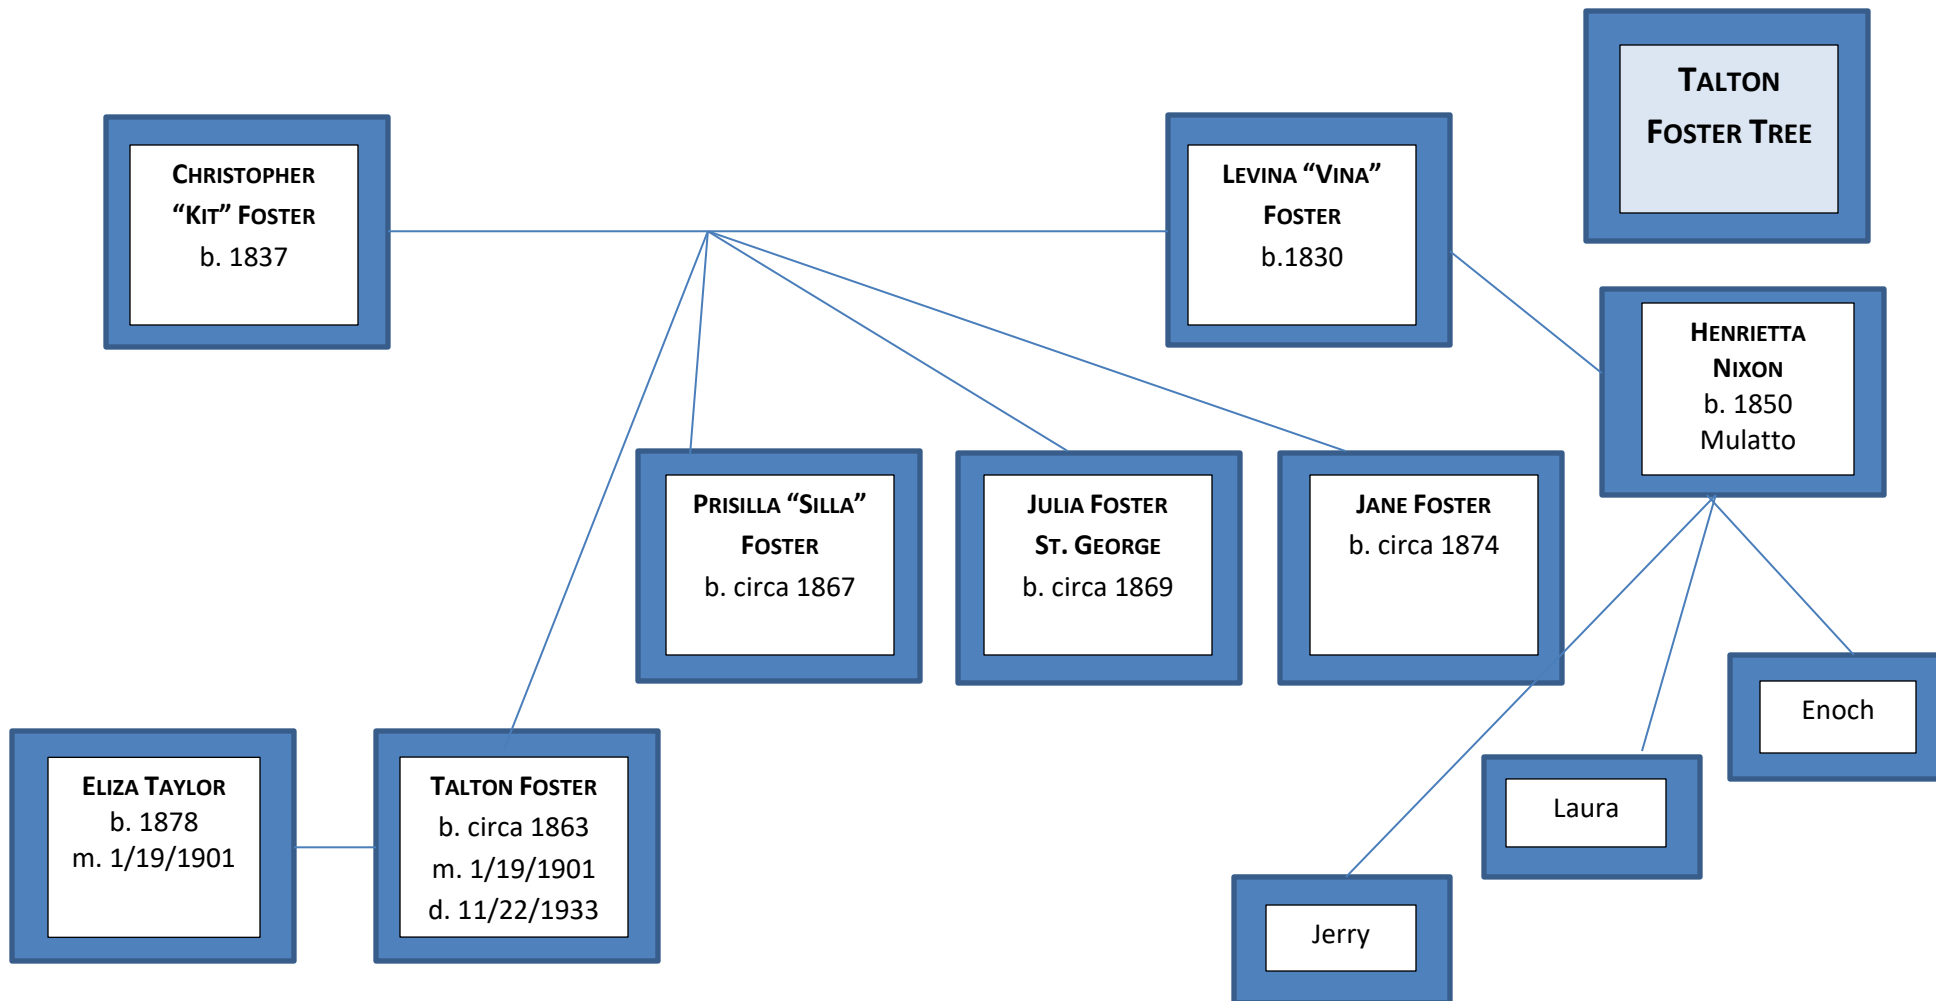 TALTON
FOSTER TREE
CHRISTOPHER
“KIT” FOSTER
b. 1837
LEVINA “VINA”
FOSTER
b.1830
HENRIETTA
NIXON
b. 1850
Mulatto
PRISILLA “SILLA”
FOSTER
b. circa 1867
JULIA FOSTER
ST. GEORGE
b. circa 1869
JANE FOSTER
b. circa 1874
Enoch
Laura
Jerry
ELIZA TAYLOR
b. 1878
m. 1/19/1901
TALTON FOSTER
b. circa 1863
m. 1/19/1901
d. 11/22/1933